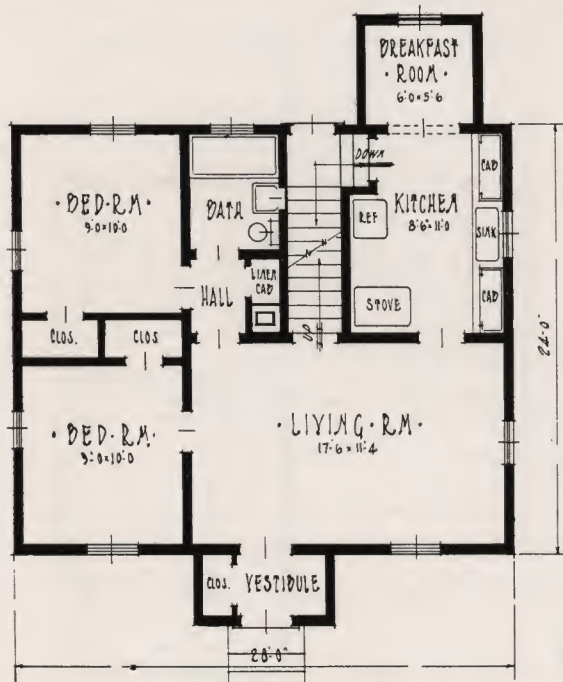 BREAKFAST
· ROOM ·
6'0 x 5'6
DOWN
· BED·RM ·
9'0 x 10'0
BATH
REF
KITCHEN
8'6" x 11'0
CAB
SINK
CAB
HALL
LINEN
CAB
STOVE
CLOS.
CLOS.
UP
24'-0"
· BED·RM ·
9'0 x 10'0
· LIVING·RM ·
17'6 x 11'4
CLOS.
VESTIBULE
28'0"